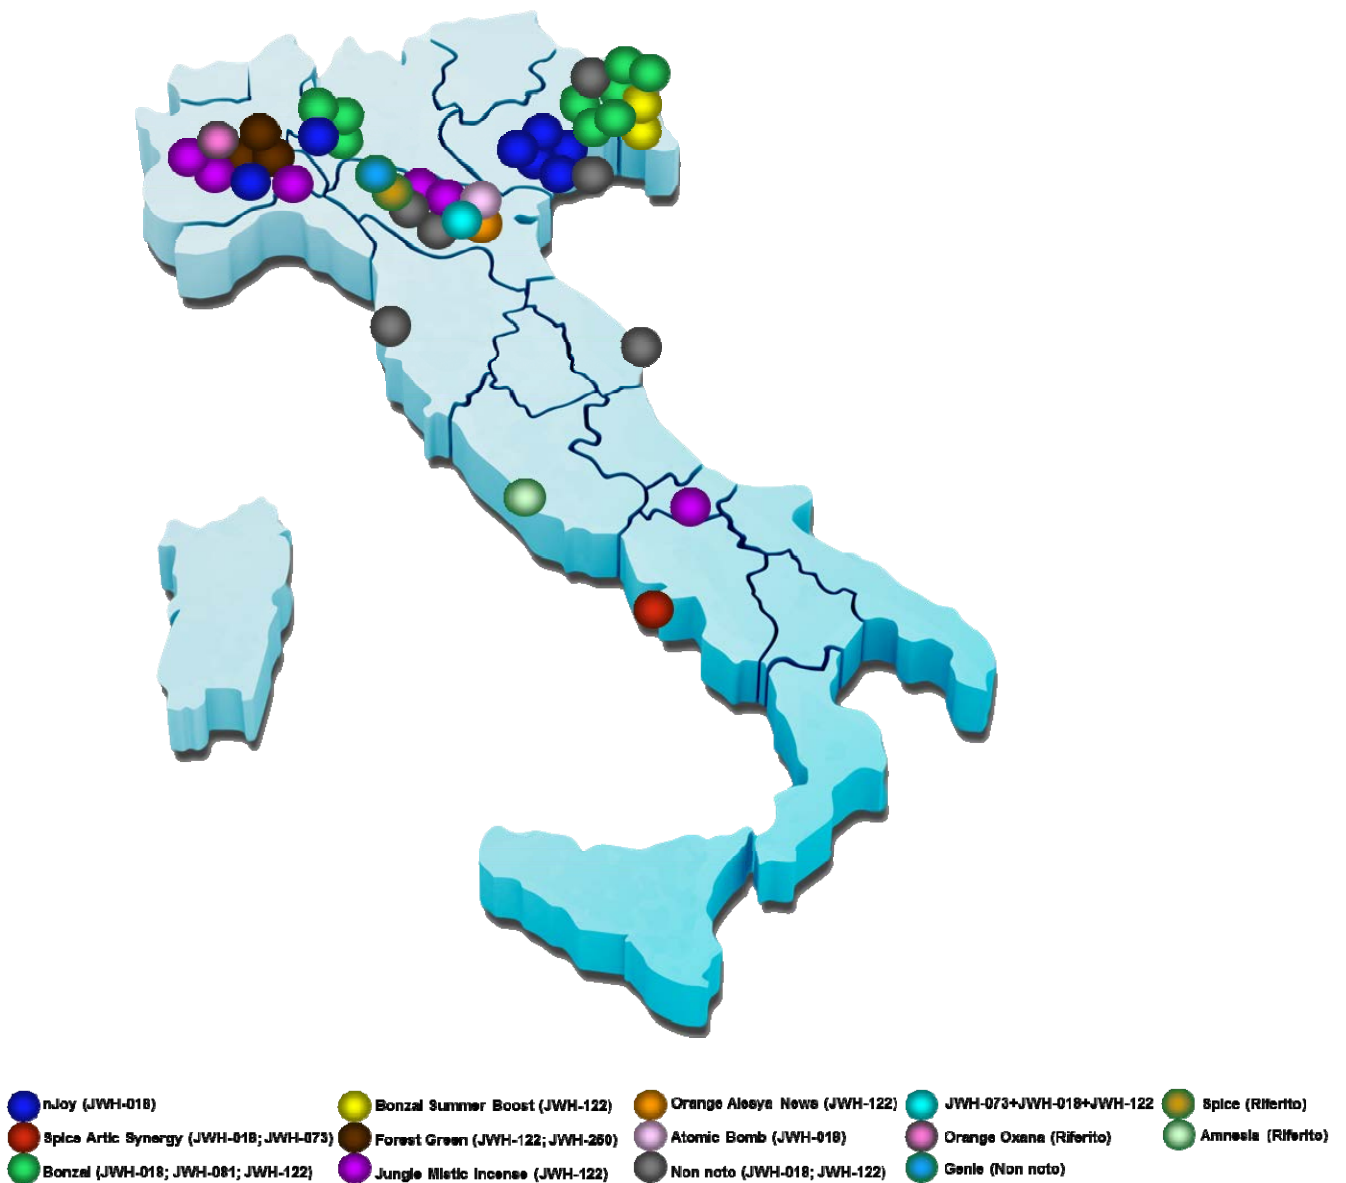 nJoy (JWH-018)
Spice Artic Synergy (JWH-018; JWH-073)
Bonzai (JWH-018; JWH-081; JWH-122)
Bonzai Summer Boost (JWH-122)
Forest Green (JWH-122; JWH-250)
Jungle Mistic Incense (JWH-122)
Orange Alesya News (JWH-122)
Atomic Bomb (JWH-018)
Non noto (JWH-018; JWH-122)
JWH-073+JWH-018+JWH-122
Orange Oxana (Riferito)
Genie (Non noto)
Spice (Riferito)
Amnesia (Riferito)